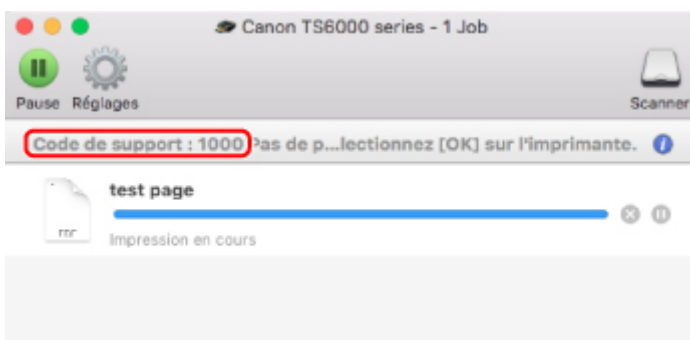 Canon TS6000 series - 1 Job
Pause Réglages Scanner
Code de support : 1000 Pas de p...lectionnez [OK] sur l'imprimante.
test page
Impression en cours